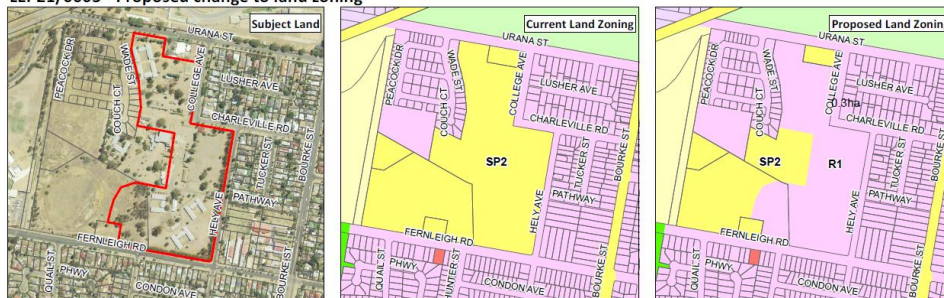 LEP21/0003 - Proposed change to land zoning
Subject Land
URANA ST
PEACOCK DR
WADE ST
COUCH CT
COLLEGE AVE
LUSHER AVE
CHARLEVILLE RD
TUCKER ST
BOURKE ST
PATHWAY
HELY AVE
FERNLEIGH RD
QUAIL ST
PHWY
CONDON AVE
BOURKE ST
Current Land Zoning
URANA ST
PEACOCK DR
WADE ST
COUCH CT
COLLEGE AVE
LUSHER AVE
CHARLEVILLE RD
SP2
TUCKER ST
BOURKE ST
PATHWAY
HELY AVE
FERNLEIGH RD
QUAIL ST
PHWY
HUNTER ST
CONDON AVE
Proposed Land Zoning
URANA ST
PEACOCK DR
WADE ST
COUCH CT
COLLEGE AVE
LUSHER AVE
0.3ha
CHARLEVILLE RD
SP2
R1
TUCKER ST
BOURKE ST
PATHWAY
HELY AVE
FERNLEIGH RD
QUAIL ST
PHWY
HUNTER ST
CONDON AVE